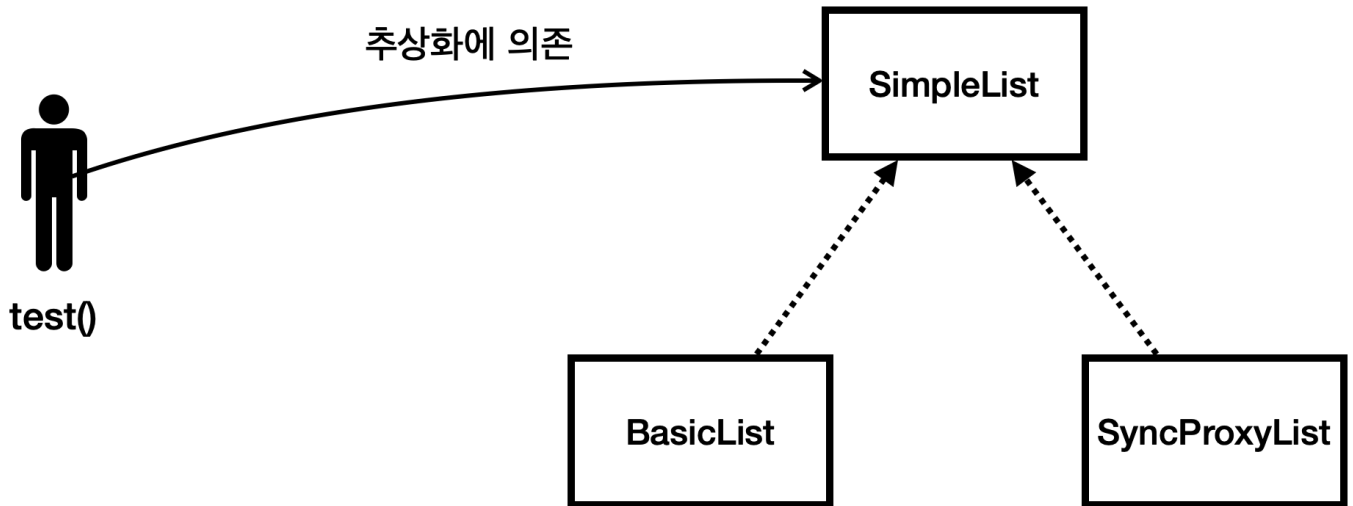 추상화에 의존
SimpleList
test()
BasicList
SyncProxyList